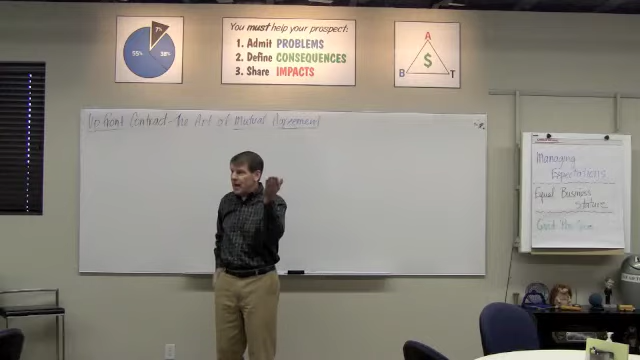 7%
55%
38%
You must help your prospect:
1. Admit PROBLEMS
2. Define CONSEQUENCES
3. Share IMPACTS
A
$
B T
Up-front Contract - The Art of Mutual Agreement
Managing
Expectations
Equal Business
Stature
Good